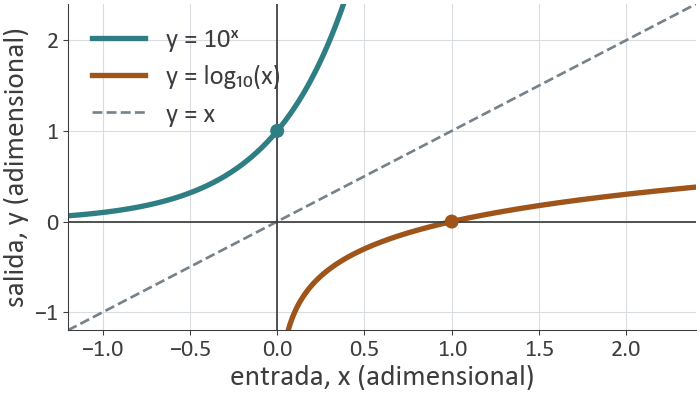 y = 10ˣ
y = log₁₀(x)
y = x
salida, y (adimensional)
2
1
0
−1
−1.0 −0.5 0.0 0.5 1.0 1.5 2.0
entrada, x (adimensional)